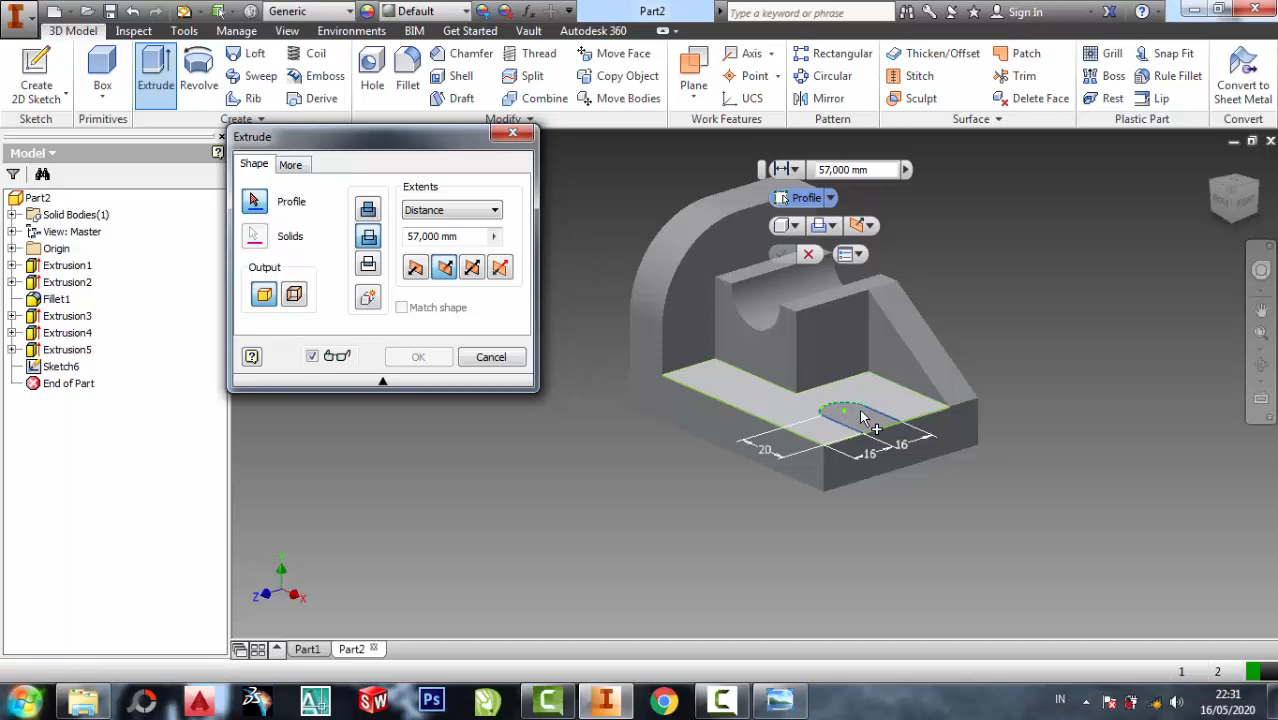 Generic
Default
Part2
Type a keyword or phrase
Sign In
3D Model
Inspect
Tools
Manage
View
Environments
BIM
Get Started
Vault
Autodesk 360
Create
2D Sketch
Sketch
Box
Primitives
Extrude
Revolve
Loft
Sweep
Rib
Coil
Emboss
Derive
Create
Hole
Fillet
Chamfer
Shell
Draft
Thread
Split
Combine
Move Face
Copy Object
Move Bodies
Modify
Plane
Axis
Point
UCS
Work Features
Rectangular
Circular
Mirror
Pattern
Thicken/Offset
Stitch
Sculpt
Patch
Trim
Delete Face
Surface
Grill
Boss
Rest
Snap Fit
Rule Fillet
Lip
Plastic Part
Convert to
Sheet Metal
Convert
Model
Part2
Solid Bodies(1)
View: Master
Origin
Extrusion1
Extrusion2
Fillet1
Extrusion3
Extrusion4
Extrusion5
Sketch6
End of Part
Extrude
Shape
More
Profile
Solids
Output
Extents
Distance
57,000 mm
Match shape
OK
Cancel
57,000 mm
Profile
20
16
16
Y
Z
X
Part1
Part2
1
2
Ps
SW
IN
22:31
16/05/2020